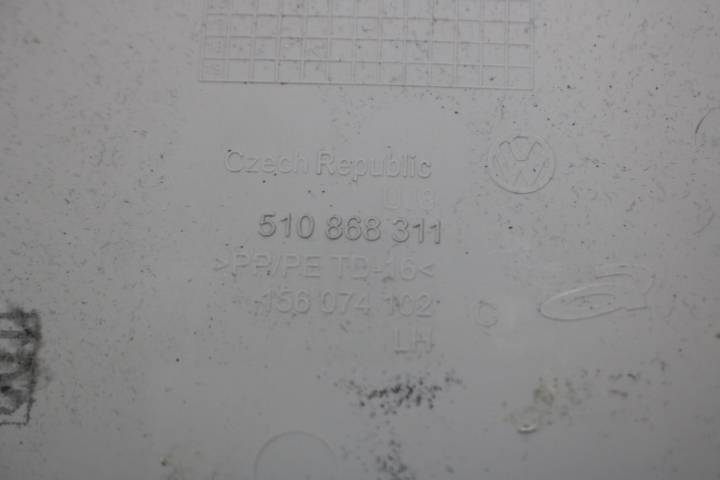 Czech Republic
510 868 311
>PP/PE TD-16<
156 074 102 C
LH